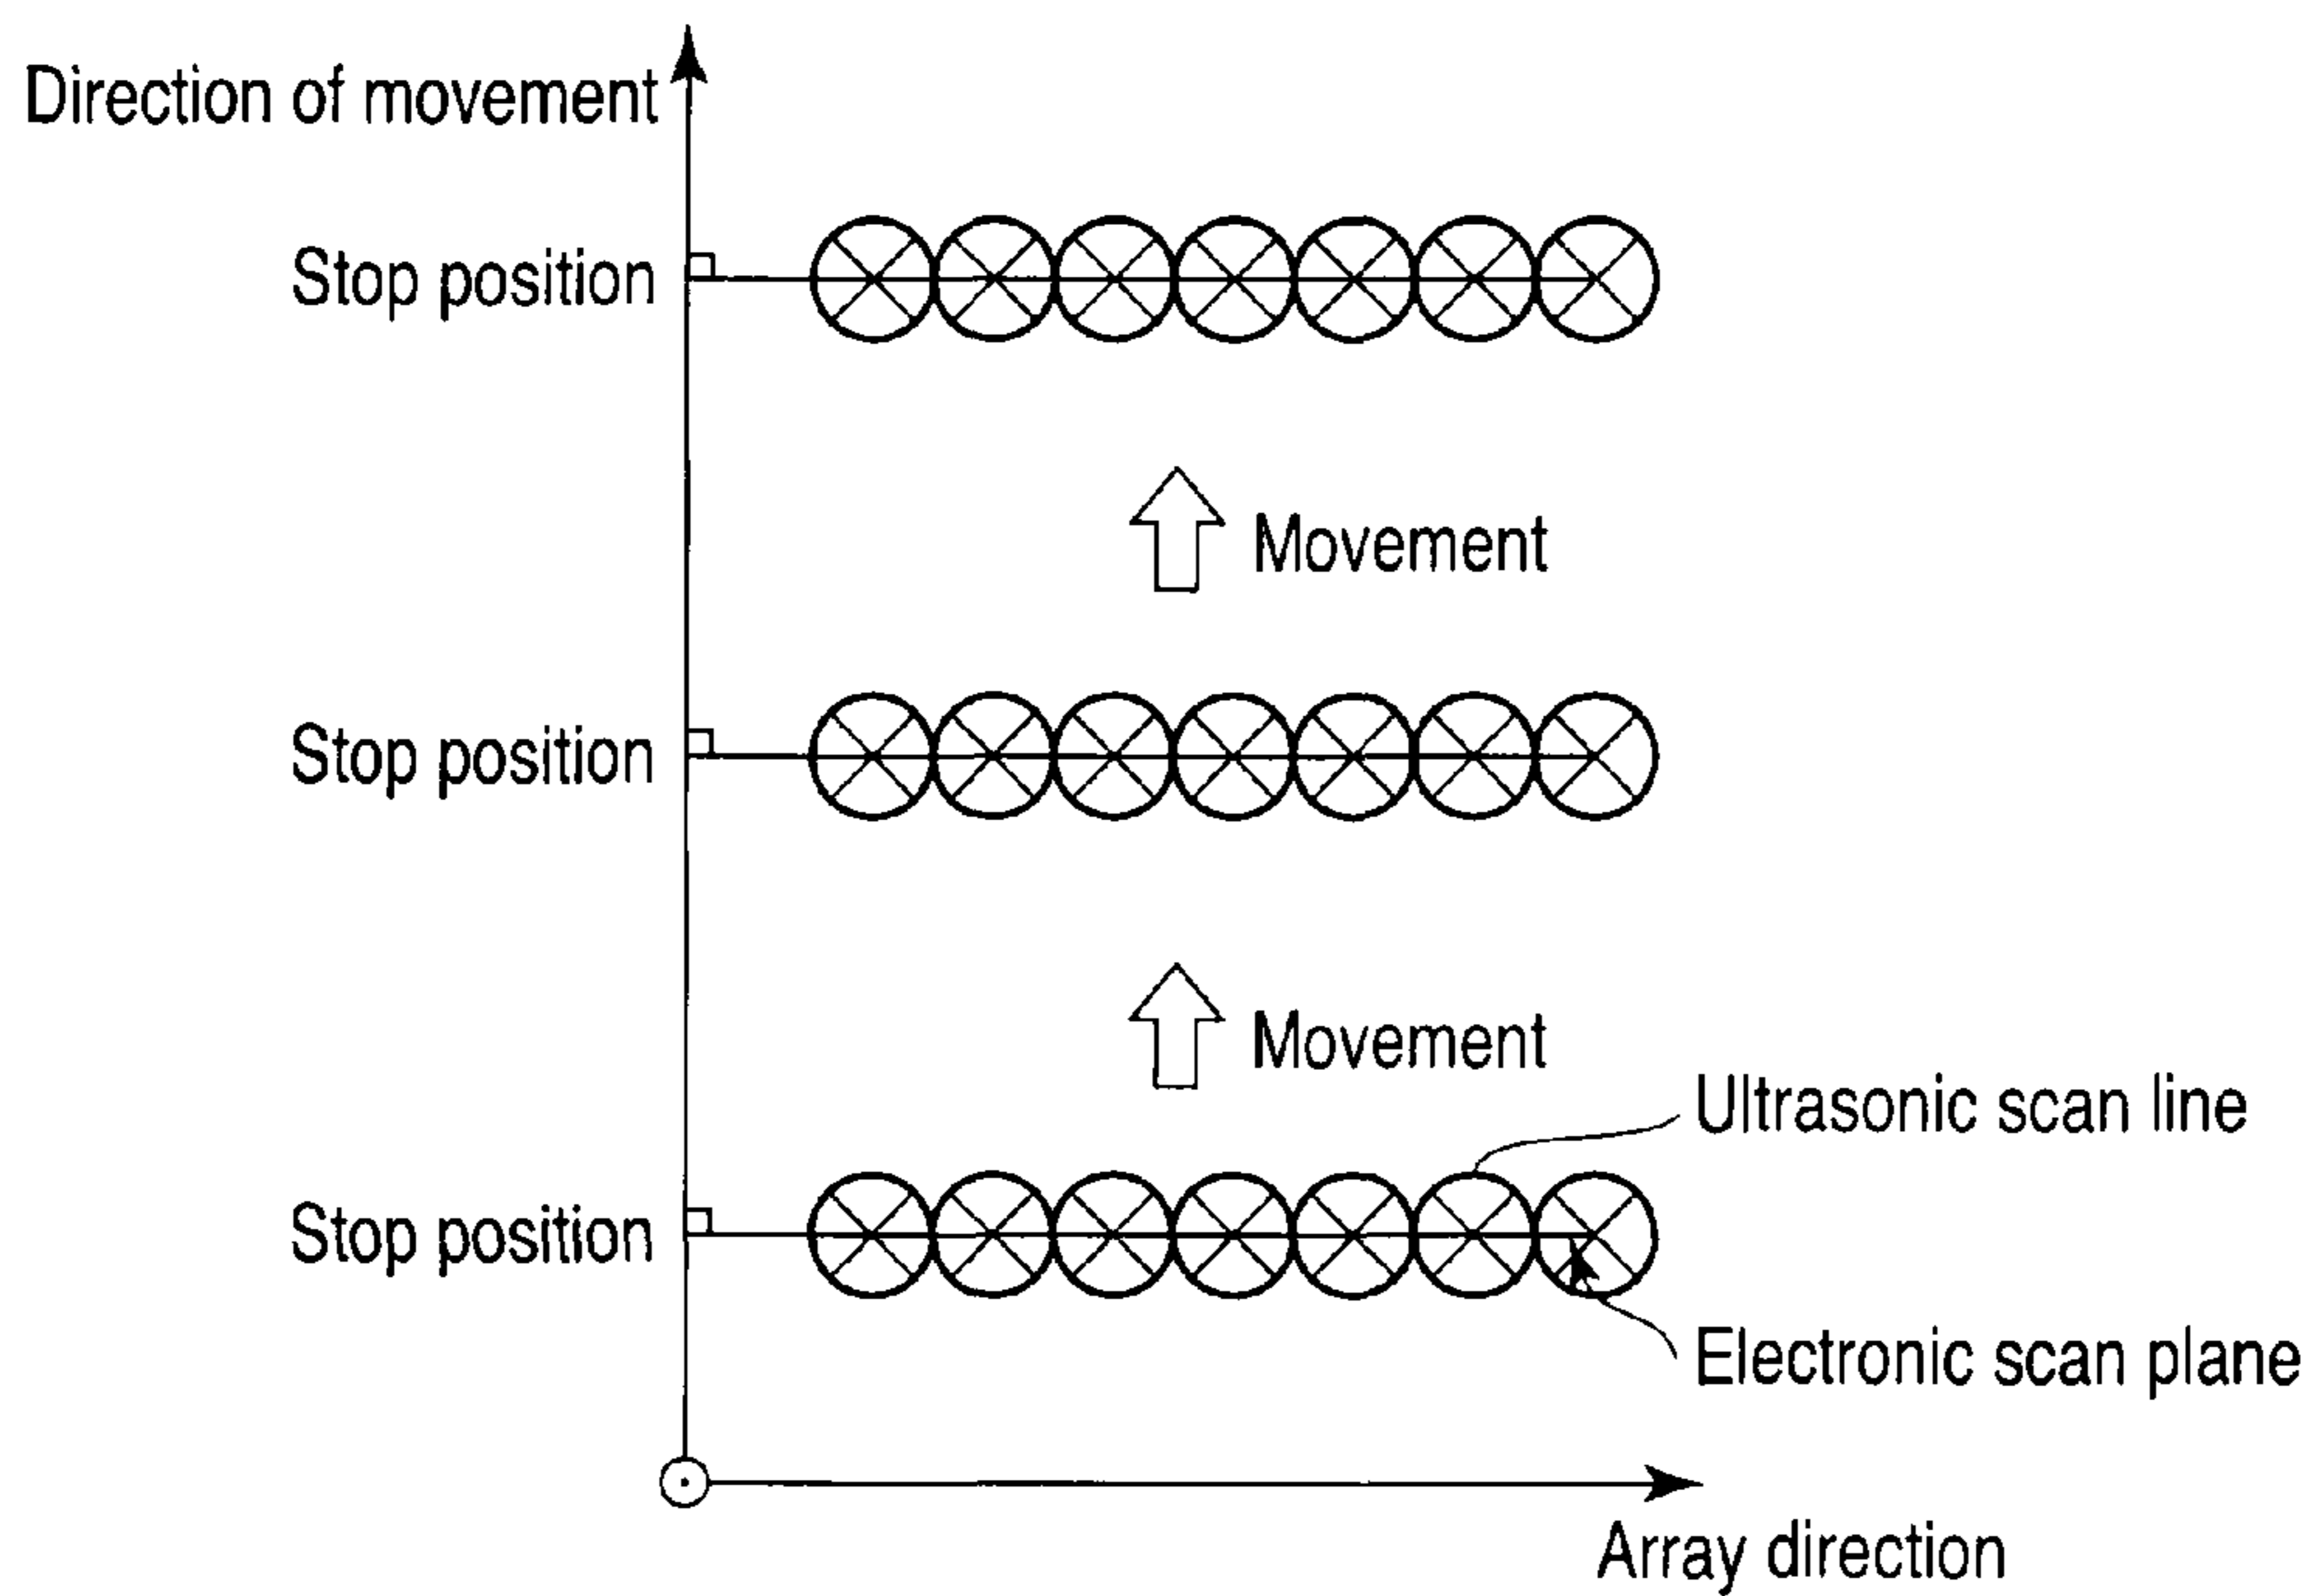 Direction of movement
Stop position
Movement
Stop position
Movement
Ultrasonic scan line
Stop position
Electronic scan plane
Array direction